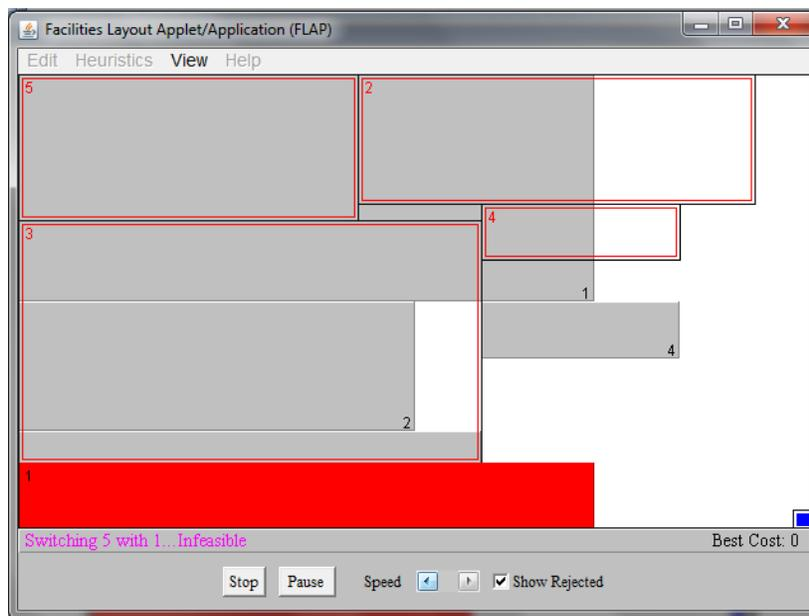 Facilities Layout Applet/Application (FLAP)
Edit Heuristics View Help
5 2
4
3
1
4
2
1
Switching 5 with 1...Infeasible Best Cost: 0
Stop Pause Speed Show Rejected